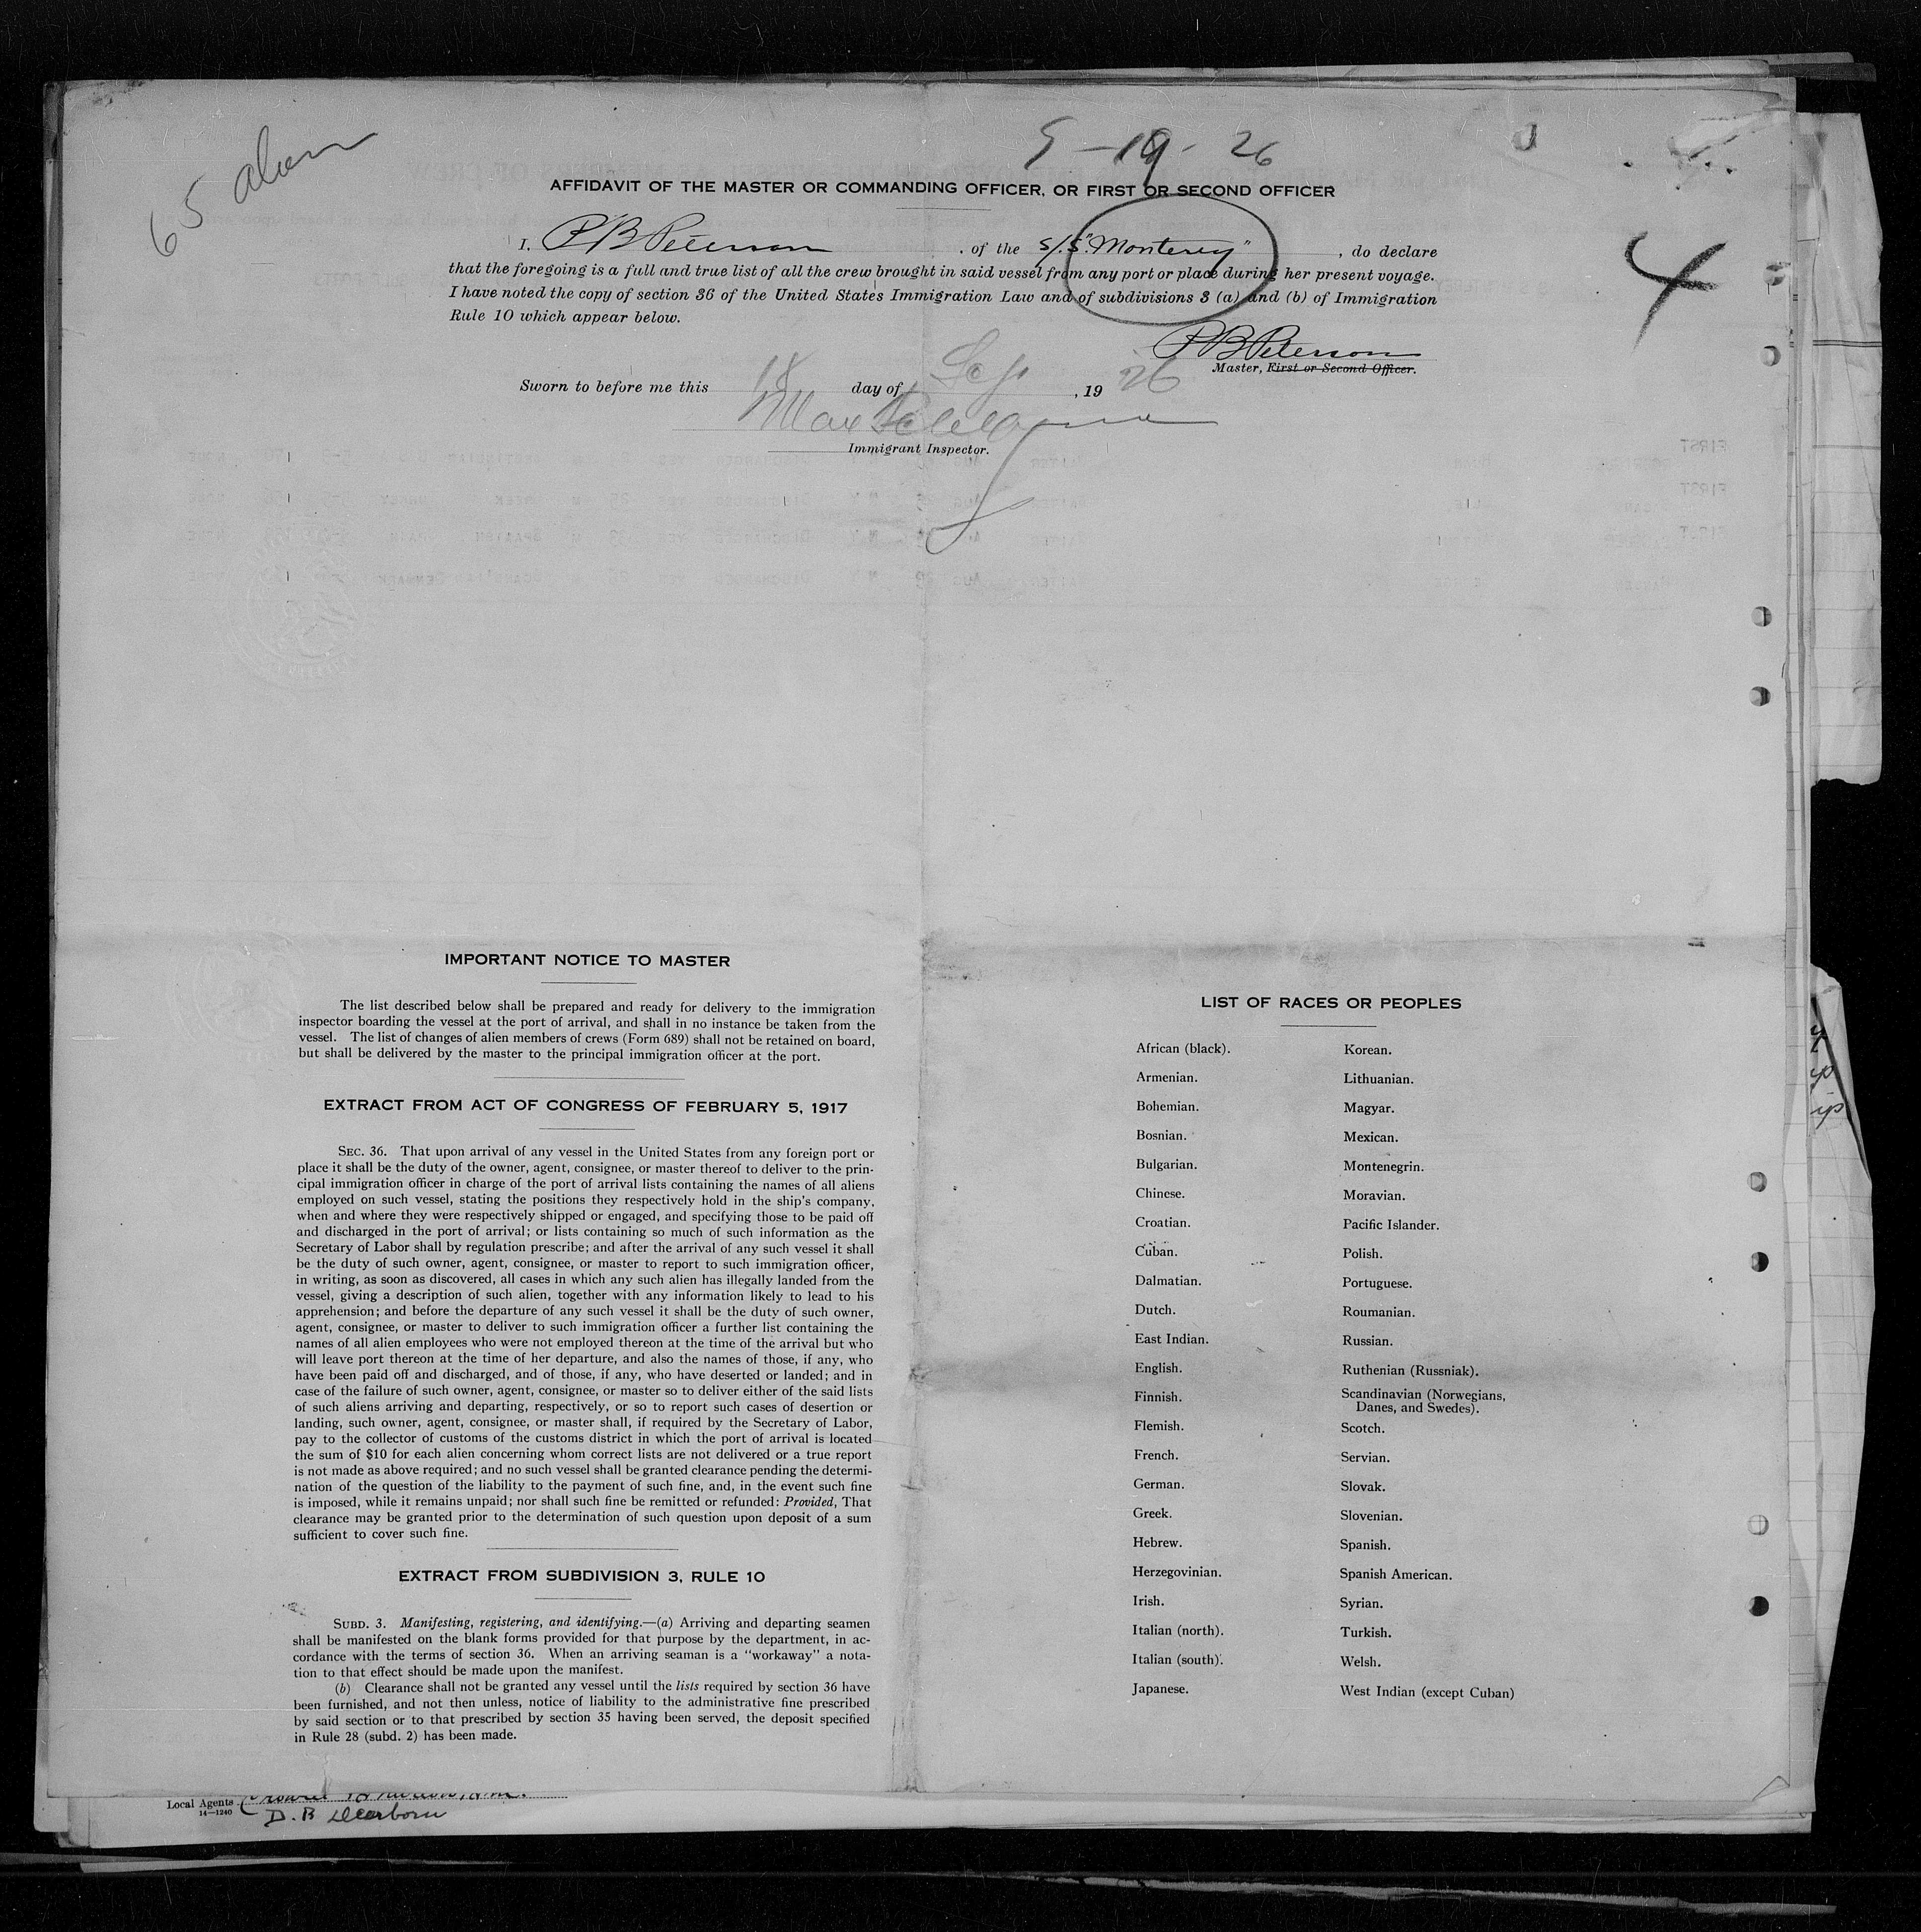 65 alien
9-19-26
AFFIDAVIT OF THE MASTER OR COMMANDING OFFICER, OR FIRST OR SECOND OFFICER
I, P B Peterson, of the S/S "Monterey", do declare
that the foregoing is a full and true list of all the crew brought in said vessel from any port or place during her present voyage.
I have noted the copy of section 36 of the United States Immigration Law and of subdivisions 3 (a) and (b) of Immigration
Rule 10 which appear below.
4
P B Peterson
Master, First or Second Officer.
Sworn to before me this 18 day of Sep, 1926
Max
Immigrant Inspector.
IMPORTANT NOTICE TO MASTER
The list described below shall be prepared and ready for delivery to the immigration
inspector boarding the vessel at the port of arrival, and shall in no instance be taken from the
vessel. The list of changes of alien members of crews (Form 689) shall not be retained on board,
but shall be delivered by the master to the principal immigration officer at the port.
EXTRACT FROM ACT OF CONGRESS OF FEBRUARY 5, 1917
SEC. 36. That upon arrival of any vessel in the United States from any foreign port or
place it shall be the duty of the owner, agent, consignee, or master thereof to deliver to the prin-
cipal immigration officer in charge of the port of arrival lists containing the names of all aliens
employed on such vessel, stating the positions they respectively hold in the ship's company,
when and where they were respectively shipped or engaged, and specifying those to be paid off
and discharged in the port of arrival; or lists containing so much of such information as the
Secretary of Labor shall by regulation prescribe; and after the arrival of any such vessel it shall
be the duty of such owner, agent, consignee, or master to report to such immigration officer,
in writing, as soon as discovered, all cases in which any such alien has illegally landed from the
vessel, giving a description of such alien, together with any information likely to lead to his
apprehension; and before the departure of any such vessel it shall be the duty of such owner,
agent, consignee, or master to deliver to such immigration officer a further list containing the
names of all alien employees who were not employed thereon at the time of the arrival but who
will leave port thereon at the time of her departure, and also the names of those, if any, who
have been paid off and discharged, and of those, if any, who have deserted or landed; and in
case of the failure of such owner, agent, consignee, or master so to deliver either of the said lists
of such aliens arriving and departing, respectively, or so to report such cases of desertion or
landing, such owner, agent, consignee, or master shall, if required by the Secretary of Labor,
pay to the collector of customs of the customs district in which the port of arrival is located
the sum of $10 for each alien concerning whom correct lists are not delivered or a true report
is not made as above required; and no such vessel shall be granted clearance pending the determi-
nation of the question of the liability to the payment of such fine, and, in the event such fine
is imposed, while it remains unpaid; nor shall such fine be remitted or refunded: Provided, That
clearance may be granted prior to the determination of such question upon deposit of a sum
sufficient to cover such fine.
EXTRACT FROM SUBDIVISION 3, RULE 10
SUBD. 3. Manifesting, registering, and identifying.—(a) Arriving and departing seamen
shall be manifested on the blank forms provided for that purpose by the department, in ac-
cordance with the terms of section 36. When an arriving seaman is a "workaway" a nota-
tion to that effect should be made upon the manifest.
(b) Clearance shall not be granted any vessel until the lists required by section 36 have
been furnished, and not then unless, notice of liability to the administrative fine prescribed
by said section or to that prescribed by section 35 having been served, the deposit specified
in Rule 28 (subd. 2) has been made.
LIST OF RACES OR PEOPLES
African (black).
Armenian.
Bohemian.
Bosnian.
Bulgarian.
Chinese.
Croatian.
Cuban.
Dalmatian.
Dutch.
East Indian.
English.
Finnish.
Flemish.
French.
German.
Greek.
Hebrew.
Herzegovinian.
Irish.
Italian (north).
Italian (south).
Japanese.
Korean.
Lithuanian.
Magyar.
Mexican.
Montenegrin.
Moravian.
Pacific Islander.
Polish.
Portuguese.
Roumanian.
Russian.
Ruthenian (Russniak).
Scandinavian (Norwegians,
Danes, and Swedes).
Scotch.
Servian.
Slovak.
Slovenian.
Spanish.
Spanish American.
Syrian.
Turkish.
Welsh.
West Indian (except Cuban)
Local Agents
14—1240
D. B Dearborn